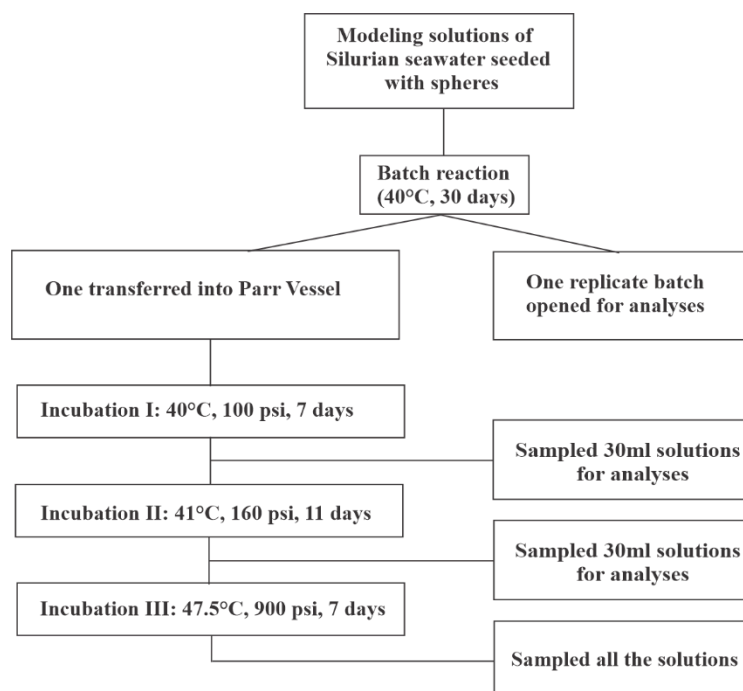 Modeling solutions of
Silurian seawater seeded
with spheres
Batch reaction
(40°C, 30 days)
One transferred into Parr Vessel
One replicate batch
opened for analyses
Incubation I: 40°C, 100 psi, 7 days
Sampled 30ml solutions
for analyses
Incubation II: 41°C, 160 psi, 11 days
Sampled 30ml solutions
for analyses
Incubation III: 47.5°C, 900 psi, 7 days
Sampled all the solutions